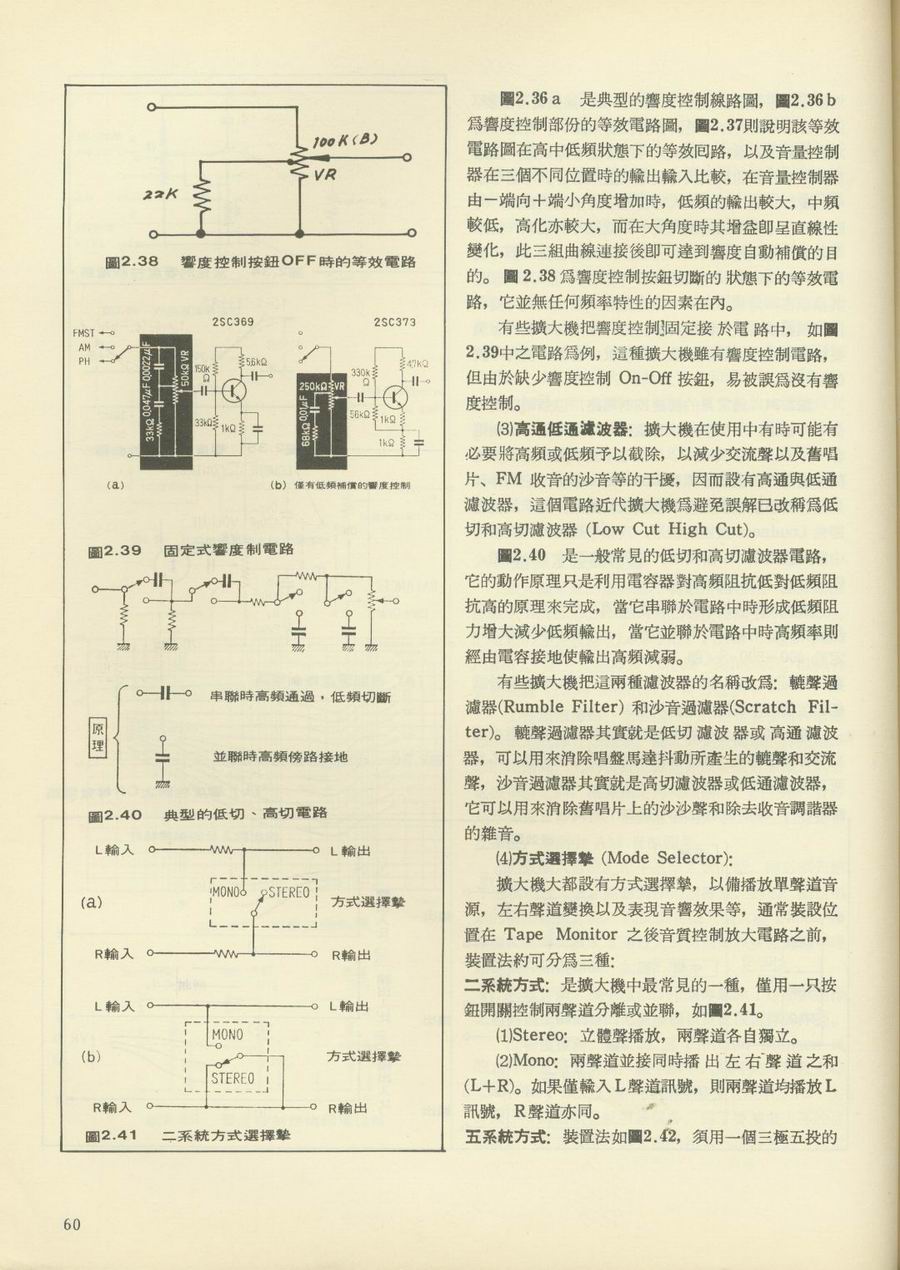 100K(B)
VR
22K
圖2.38 響度控制按鈕OFF時的等效電路
2SC369
2SC373
FMST
AM
PH
33kΩ 0.047μF 0.0022μF
50kΩ VR
150kΩ
5.6kΩ
33kΩ
1kΩ
250kΩ VR
68kΩ 0.01μF
330kΩ
4.7kΩ
56kΩ
1kΩ
1kΩ
(a)
(b) 僅有低頻補償的響度控制
圖2.39 固定式響度制電路
原理
串聯時高頻通過,低頻切斷
並聯時高頻傍路接地
圖2.40 典型的低切、高切電路
L輸入
L輸出
MONO
STEREO
(a)
方式選擇擎
R輸入
R輸出
L輸入
L輸出
MONO
(b)
方式選擇擎
STEREO
R輸入
R輸出
圖2.41 二系統方式選擇擎
圖2.36 a 是典型的響度控制線路圖,圖2.36 b
爲響度控制部份的等效電路圖,圖2.37則說明該等效
電路圖在高中低頻狀態下的等效囘路,以及音量控制
器在三個不同位置時的輸出輸入比較,在音量控制器
由一端向十端小角度增加時,低頻的輸出較大,中頻
較低,高化亦較大,而在大角度時其增益卽呈直線性
變化,此三組曲線連接後卽可達到響度自動補償的目
的。圖 2.38 爲響度控制按鈕切斷的 狀態下的等效電
路,它並無任何頻率特性的因素在內。
有些擴大機把響度控制固定接 於電 路中, 如圖
2.39中之電路爲例,這種擴大機雖有響度控制電路,
但由於缺少響度控制 On-Off 按鈕,易被誤爲沒有響
度控制。
(3)高通低通濾波器: 擴大機在使用中有時可能有
必要將高頻或低頻予以截除,以減少交流聲以及舊唱
片、FM 收音的沙音等的干擾,因而設有高通與低通
濾波器,這個電路近代擴大機爲避免誤解已改稱爲低
切和高切濾波器 (Low Cut High Cut)。
圖2.40 是一般常見的低切和高切濾波器電路,
它的動作原理只是利用電容器對高頻阻抗低對低頻阻
抗高的原理來完成,當它串聯於電路中時形成低頻阻
力增大減少低頻輸出,當它並聯於電路中時高頻率則
經由電容接地使輸出高頻減弱。
有些擴大機把這兩種濾波器的名稱改爲: 轆聲過
濾器(Rumble Filter) 和沙音過濾器(Scratch Fil-
ter)。轆聲過濾器其實就是低切 濾波 器或 高通 濾波
器,可以用來消除唱盤馬達抖動所產生的轆聲和交流
聲,沙音過濾器其實就是高切濾波器或低通濾波器,
它可以用來消除舊唱片上的沙沙聲和除去收音調諧器
的雜音。
(4)方式選擇擎 (Mode Selector):
擴大機大都設有方式選擇擎,以備播放單聲道音
源,左右聲道變換以及表現音響效果等,通常裝設位
置在 Tape Monitor 之後音質控制放大電路之前,
裝置法約可分爲三種:
二系統方式: 是擴大機中最常見的一種,僅用一只按
鈕開關控制兩聲道分離或並聯,如圖2.41。
(1)Stereo: 立體聲播放,兩聲道各自獨立。
(2)Mono: 兩聲道並接同時播 出 左 右 聲 道 之 和
(L+R)。如果僅輸入L聲道訊號,則兩聲道均播放L
訊號,R聲道亦同。
五系統方式: 裝置法如圖2.42,須用一個三極五投的
60